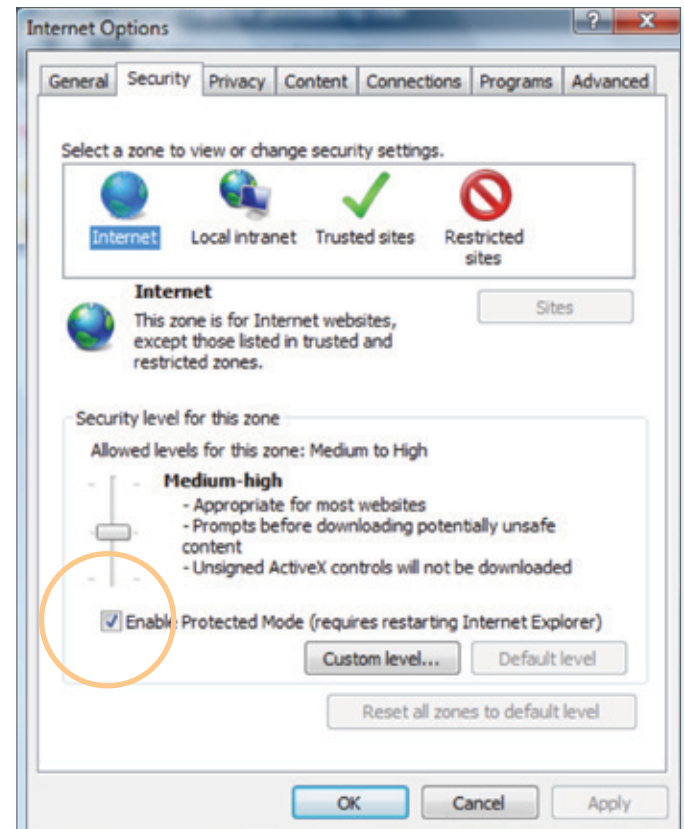 Internet Options
? X
General Security Privacy Content Connections Programs Advanced
Select a zone to view or change security settings.
Internet Local intranet Trusted sites Restricted
sites
Internet
This zone is for Internet websites,
except those listed in trusted and
restricted zones.
Sites
Security level for this zone
Allowed levels for this zone: Medium to High
Medium-high
- Appropriate for most websites
- Prompts before downloading potentially unsafe
content
- Unsigned ActiveX controls will not be downloaded
Enable Protected Mode (requires restarting Internet Explorer)
Custom level... Default level
Reset all zones to default level
OK Cancel Apply